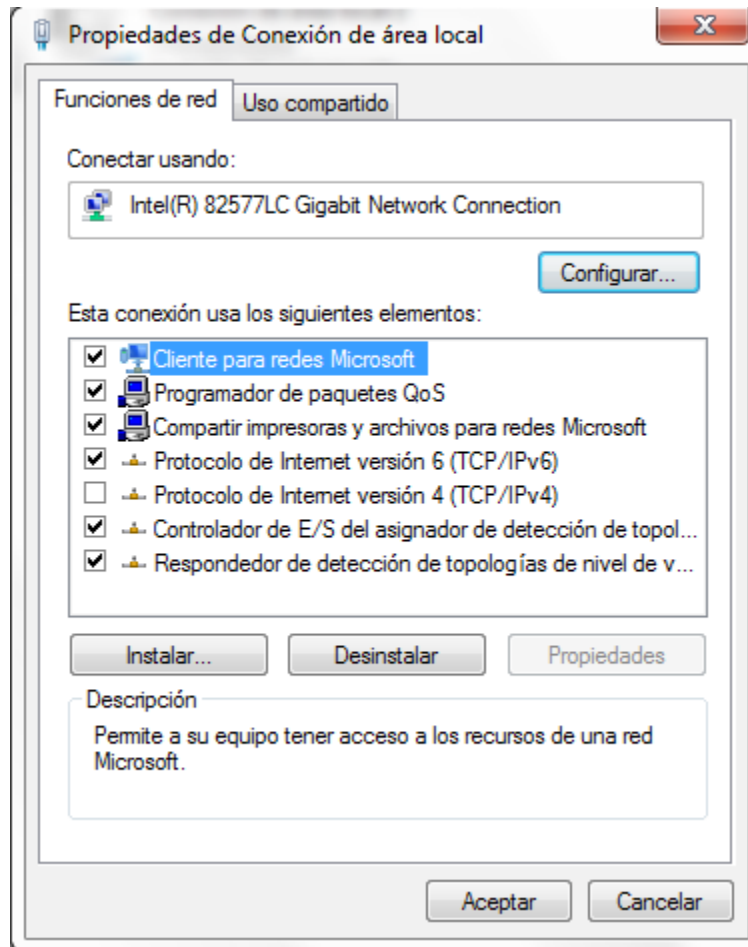 Propiedades de Conexión de área local
Funciones de red
Uso compartido
Conectar usando:
Intel(R) 82577LC Gigabit Network Connection
Configurar...
Esta conexión usa los siguientes elementos:
Cliente para redes Microsoft
Programador de paquetes QoS
Compartir impresoras y archivos para redes Microsoft
Protocolo de Internet versión 6 (TCP/IPv6)
Protocolo de Internet versión 4 (TCP/IPv4)
Controlador de E/S del asignador de detección de topol...
Respondedor de detección de topologías de nivel de v...
Instalar...
Desinstalar
Propiedades
Descripción
Permite a su equipo tener acceso a los recursos de una red
Microsoft.
Aceptar
Cancelar